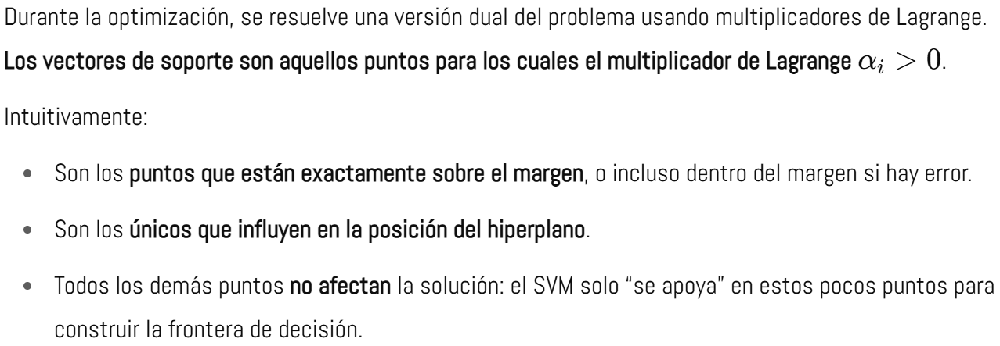 Durante la optimización, se resuelve una versión dual del problema usando multiplicadores de Lagrange.
Los vectores de soporte son aquellos puntos para los cuales el multiplicador de Lagrange αᵢ > 0.
Intuitivamente:
• Son los puntos que están exactamente sobre el margen, o incluso dentro del margen si hay error.
• Son los únicos que influyen en la posición del hiperplano.
• Todos los demás puntos no afectan la solución: el SVM solo “se apoya” en estos pocos puntos para
construir la frontera de decisión.